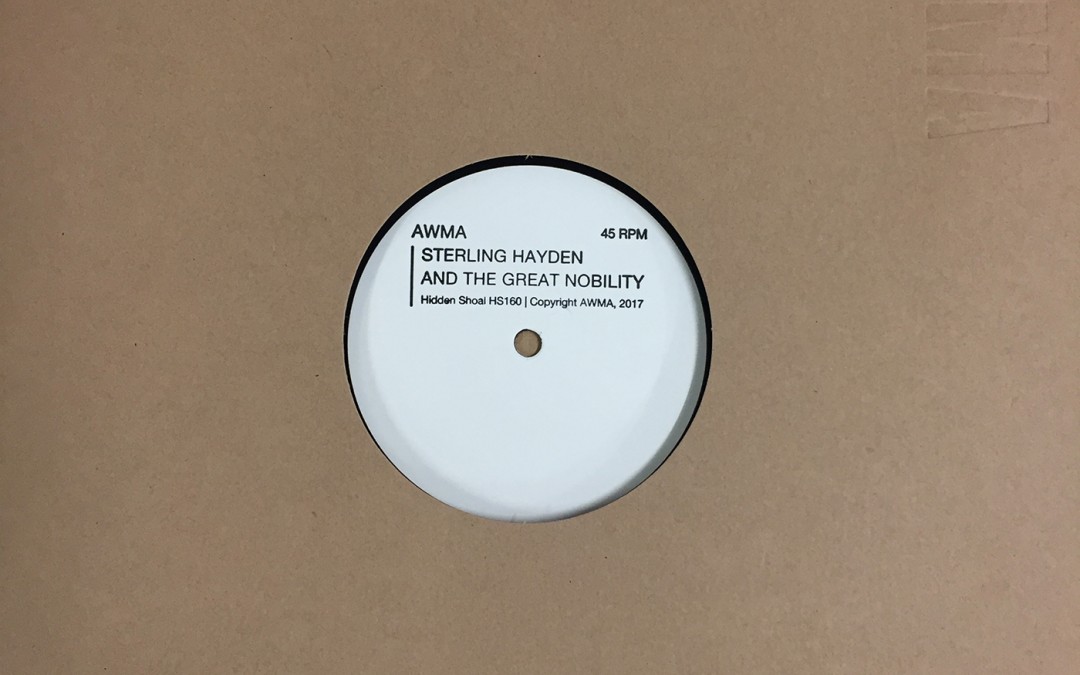 AWMA 45 RPM
STERLING HAYDEN
AND THE GREAT NOBILITY
Hidden Shoal HS160 | Copyright AWMA, 2017